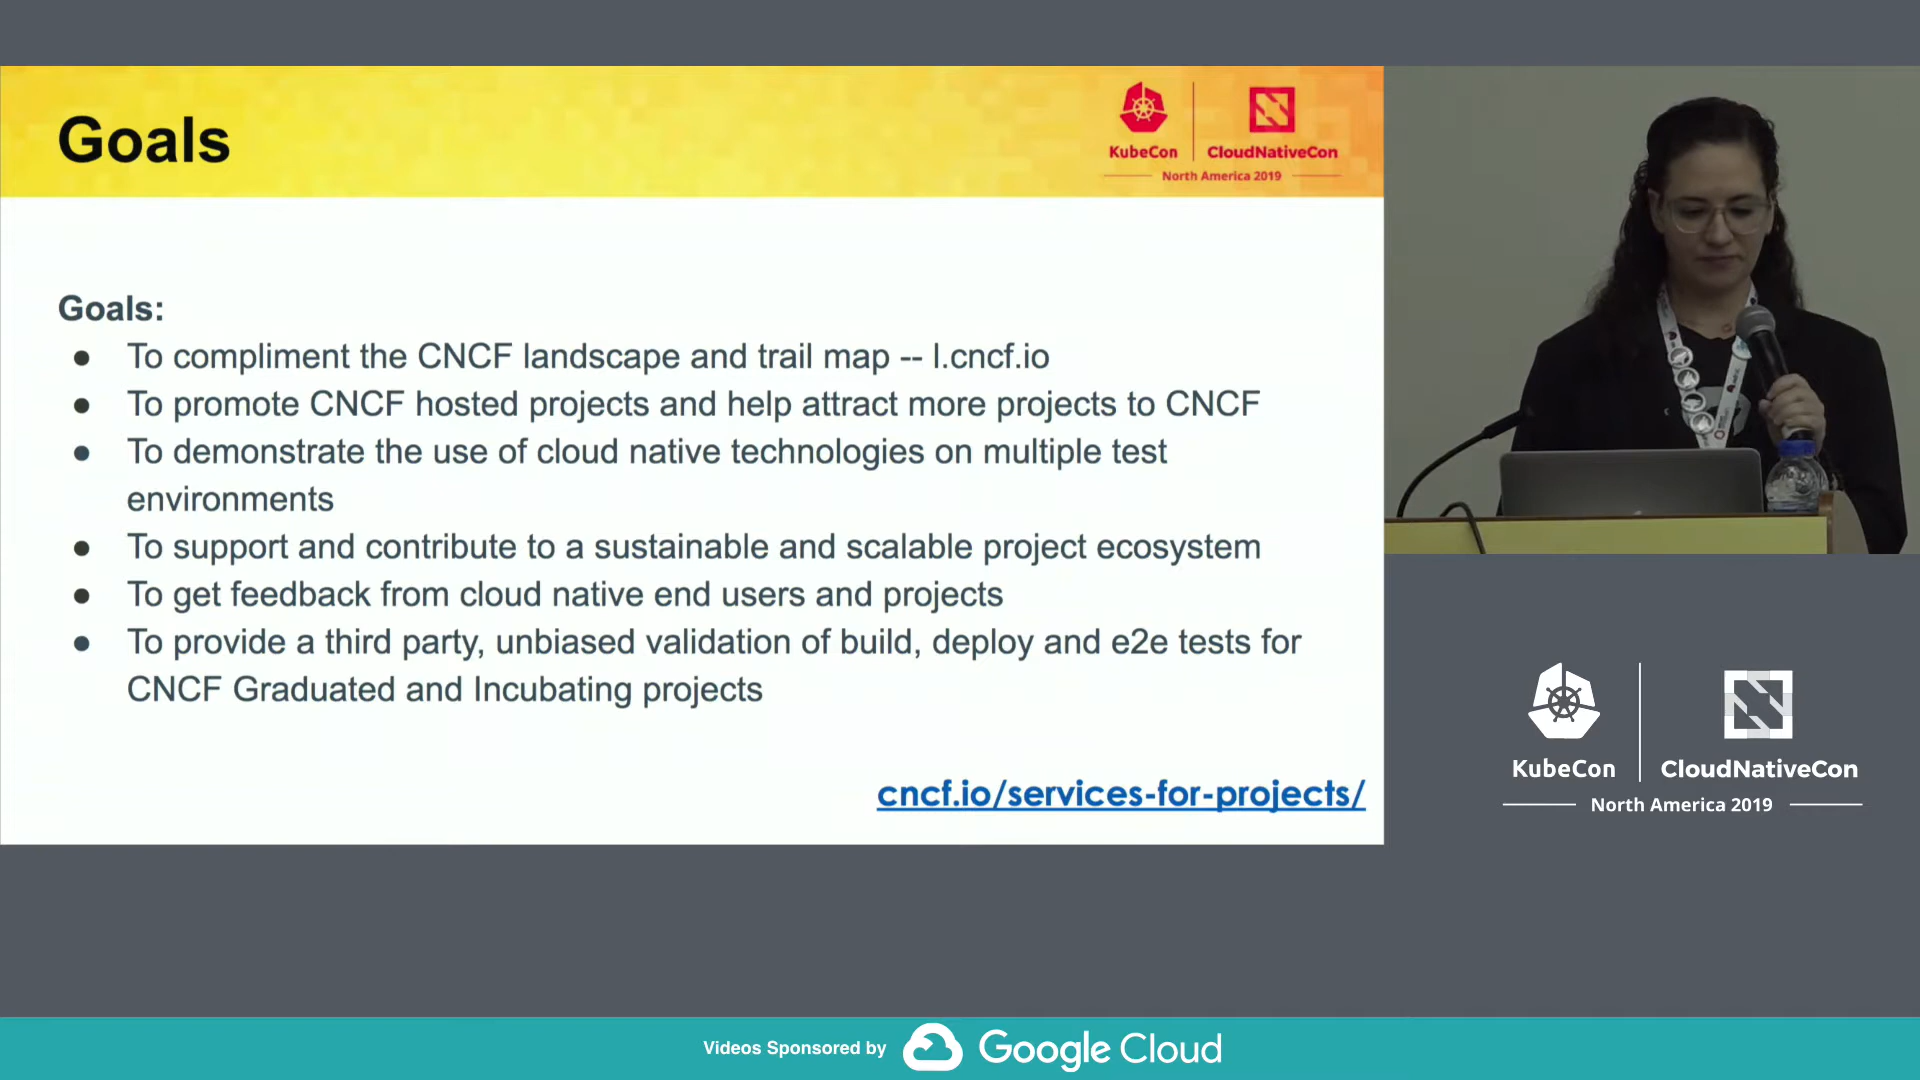 Goals
KubeCon
CloudNativeCon
North America 2019
Goals:
● To compliment the CNCF landscape and trail map -- l.cncf.io
● To promote CNCF hosted projects and help attract more projects to CNCF
● To demonstrate the use of cloud native technologies on multiple test
environments
● To support and contribute to a sustainable and scalable project ecosystem
● To get feedback from cloud native end users and projects
● To provide a third party, unbiased validation of build, deploy and e2e tests for
CNCF Graduated and Incubating projects
cncf.io/services-for-projects/
KubeCon
CloudNativeCon
North America 2019
Videos Sponsored by
Google Cloud